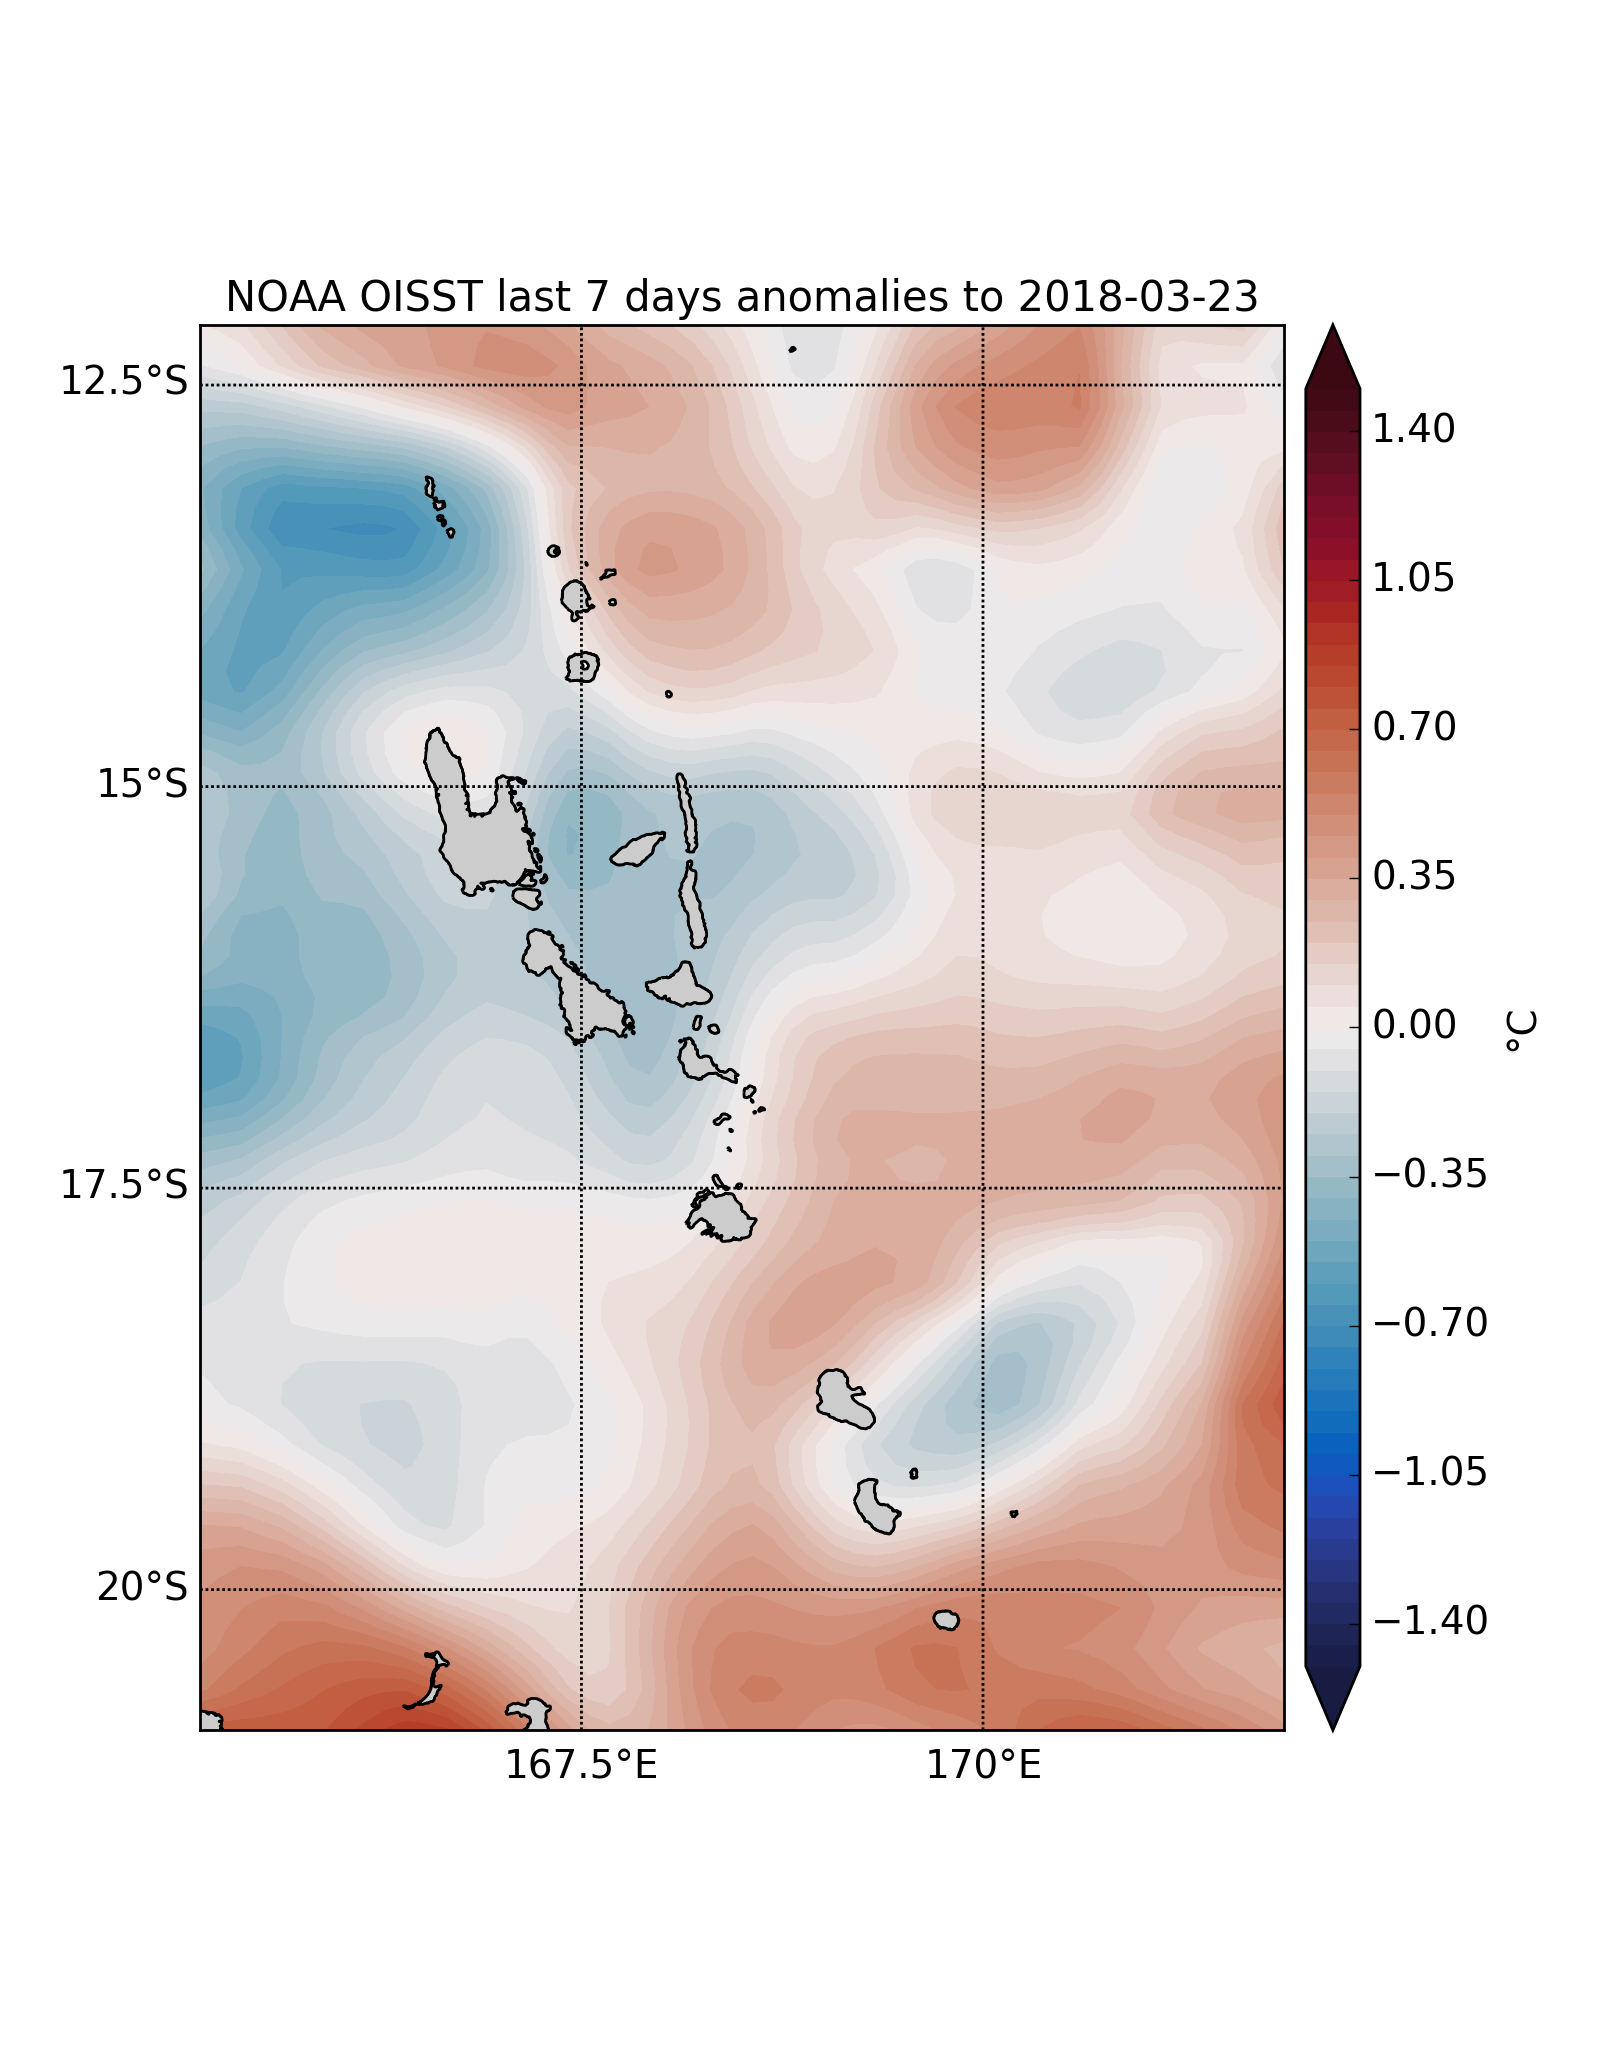 NOAA OISST last 7 days anomalies to 2018-03-23
12.5°S
15°S
17.5°S
20°S
167.5°E
170°E
1.40
1.05
0.70
0.35
0.00
−0.35
−0.70
−1.05
−1.40
°C